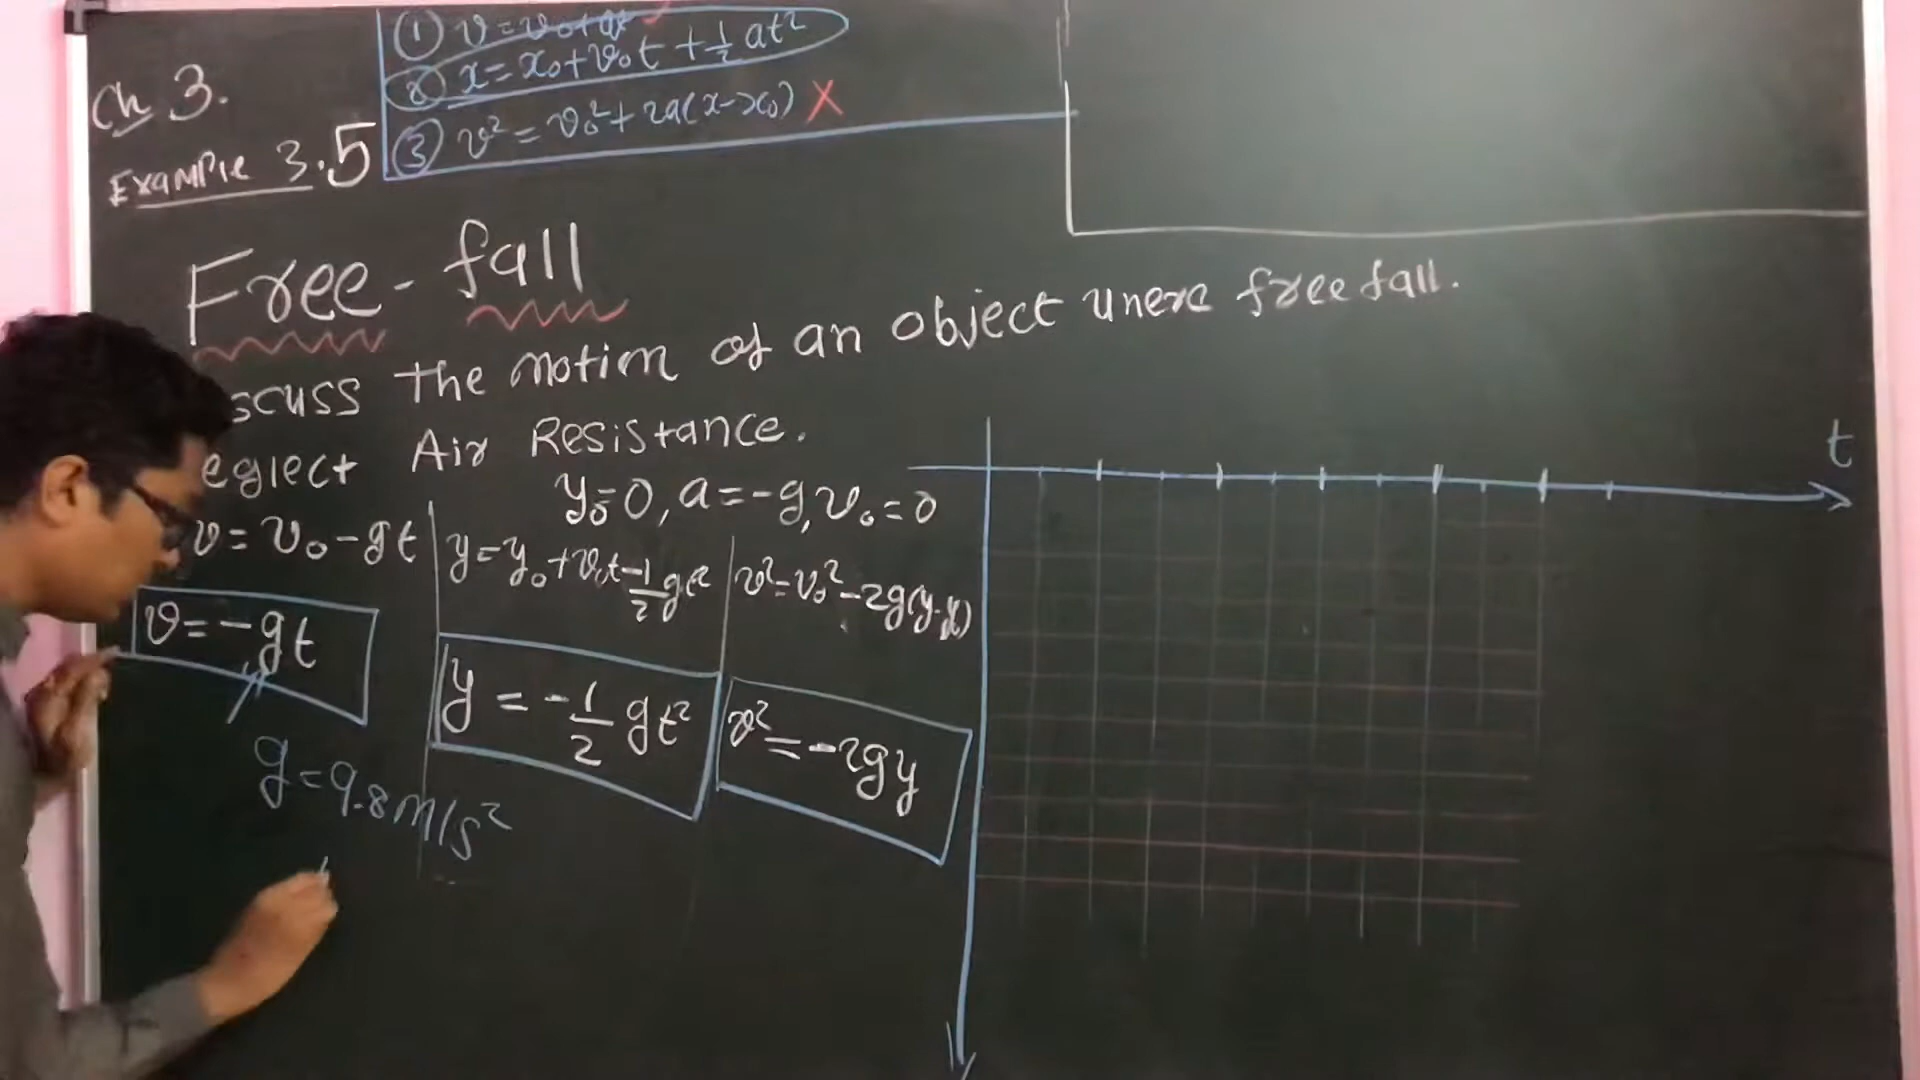 Ch 3.
Example 3.5
① v = v₀ + at
② x = x₀ + v₀t + ½at²
③ v² = v₀² + 2a(x-x₀) X
Free-fall
scuss The motion of an object free fall.
eglect Air Resistance.
y₀=0, a=-g, v₀=0
v = v₀ - gt
y = y₀ + v₀t - ½gt²
v² = v₀² - 2g(y-y₀)
v = -gt
y = -½gt²
v² = -2gy
g = 9.8m/s²
t